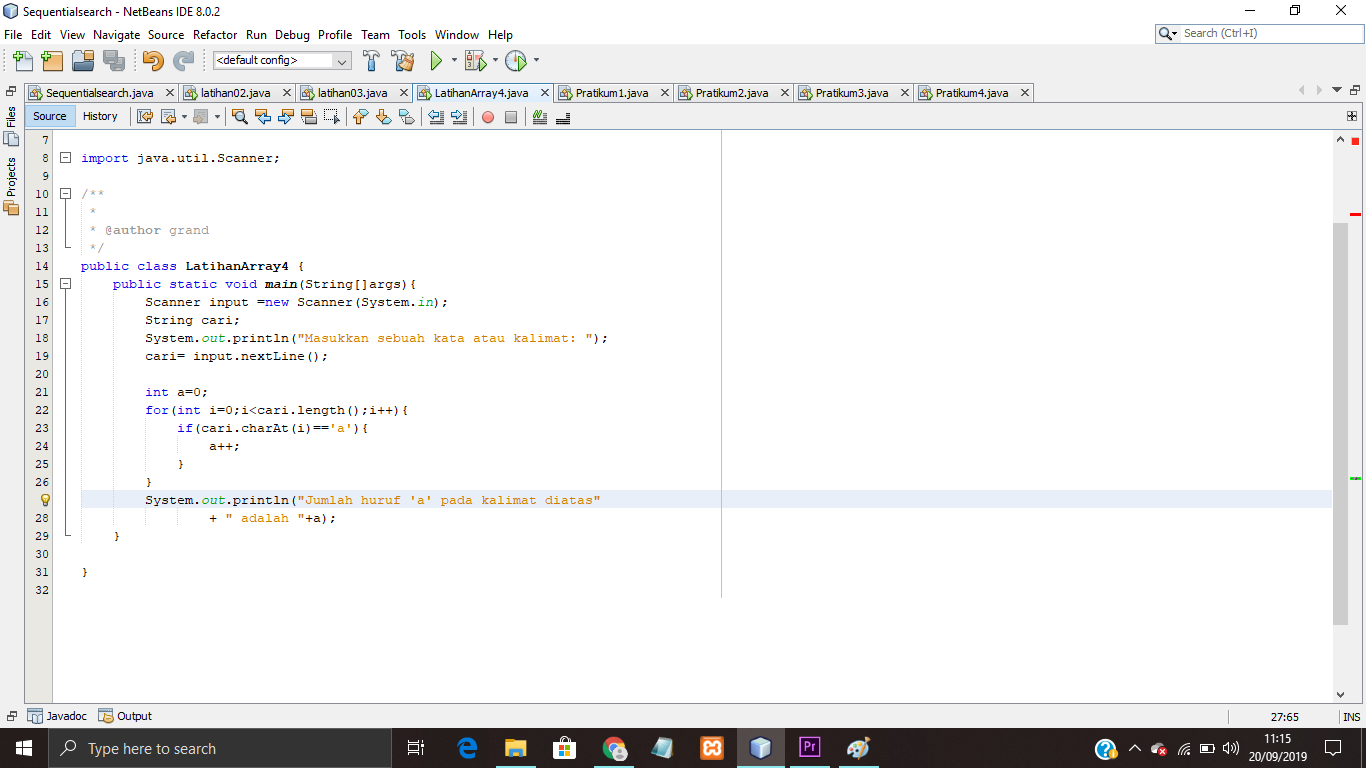 Sequentialsearch - NetBeans IDE 8.0.2
File Edit View Navigate Source Refactor Run Debug Profile Team Tools Window Help
Search (Ctrl+I)
<default config>
Sequentialsearch.java latihan02.java latihan03.java LatihanArray4.java Pratikum1.java Pratikum2.java Pratikum3.java Pratikum4.java
Files
Projects
Source History
7
8 import java.util.Scanner;
9
10 /**
11 *
12 * @author grand
13 */
14 public class LatihanArray4 {
15 public static void main(String[]args){
16 Scanner input =new Scanner(System.in);
17 String cari;
18 System.out.println("Masukkan sebuah kata atau kalimat: ");
19 cari= input.nextLine();
20
21 int a=0;
22 for(int i=0;i<cari.length();i++){
23 if(cari.charAt(i)=='a'){
24 a++;
25 }
26 }
System.out.println("Jumlah huruf 'a' pada kalimat diatas"
28 + " adalah "+a);
29 }
30
31 }
32
Javadoc Output
27:65 INS
Type here to search
Pr
11:15
20/09/2019